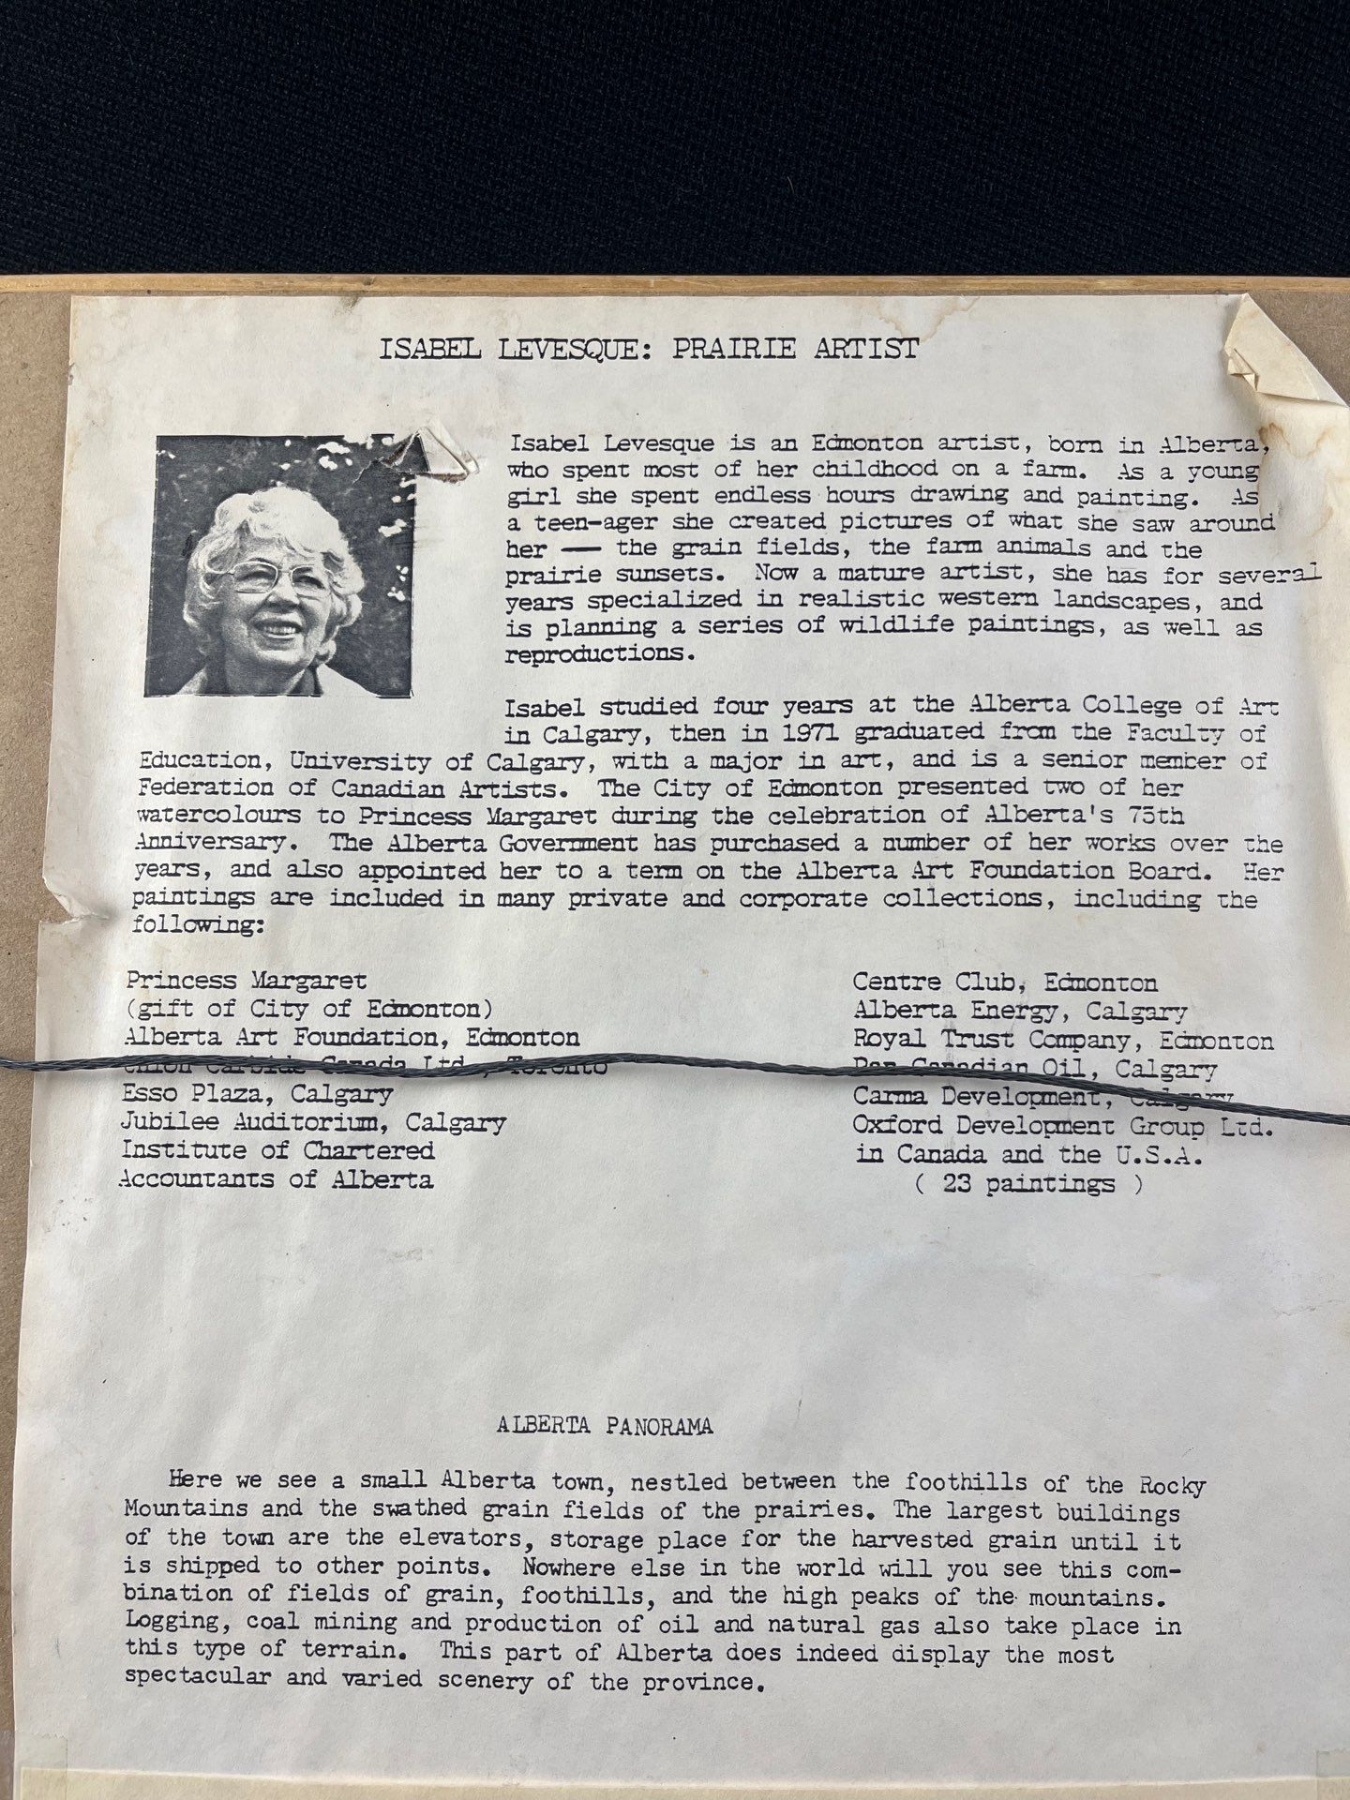 ISABEL LEVESQUE: PRAIRIE ARTIST
Isabel Levesque is an Edmonton artist, born in Alberta,
who spent most of her childhood on a farm. As a young
girl she spent endless hours drawing and painting. As
a teen-ager she created pictures of what she saw around
her — the grain fields, the farm animals and the
prairie sunsets. Now a mature artist, she has for several
years specialized in realistic western landscapes, and
is planning a series of wildlife paintings, as well as
reproductions.
Isabel studied four years at the Alberta College of Art
in Calgary, then in 1971 graduated from the Faculty of
Education, University of Calgary, with a major in art, and is a senior member of
Federation of Canadian Artists. The City of Edmonton presented two of her
watercolours to Princess Margaret during the celebration of Alberta's 75th
Anniversary. The Alberta Government has purchased a number of her works over the
years, and also appointed her to a term on the Alberta Art Foundation Board. Her
paintings are included in many private and corporate collections, including the
following:
Princess Margaret
(gift of City of Edmonton)
Alberta Art Foundation, Edmonton
Union Carbide Canada Ltd., Toronto
Esso Plaza, Calgary
Jubilee Auditorium, Calgary
Institute of Chartered
Accountants of Alberta
Centre Club, Edmonton
Alberta Energy, Calgary
Royal Trust Company, Edmonton
Pan Canadian Oil, Calgary
Carma Development, Calgary
Oxford Development Group Ltd.
in Canada and the U.S.A.
( 23 paintings )
ALBERTA PANORAMA
Here we see a small Alberta town, nestled between the foothills of the Rocky
Mountains and the swathed grain fields of the prairies. The largest buildings
of the town are the elevators, storage place for the harvested grain until it
is shipped to other points. Nowhere else in the world will you see this com-
bination of fields of grain, foothills, and the high peaks of the mountains.
Logging, coal mining and production of oil and natural gas also take place in
this type of terrain. This part of Alberta does indeed display the most
spectacular and varied scenery of the province.